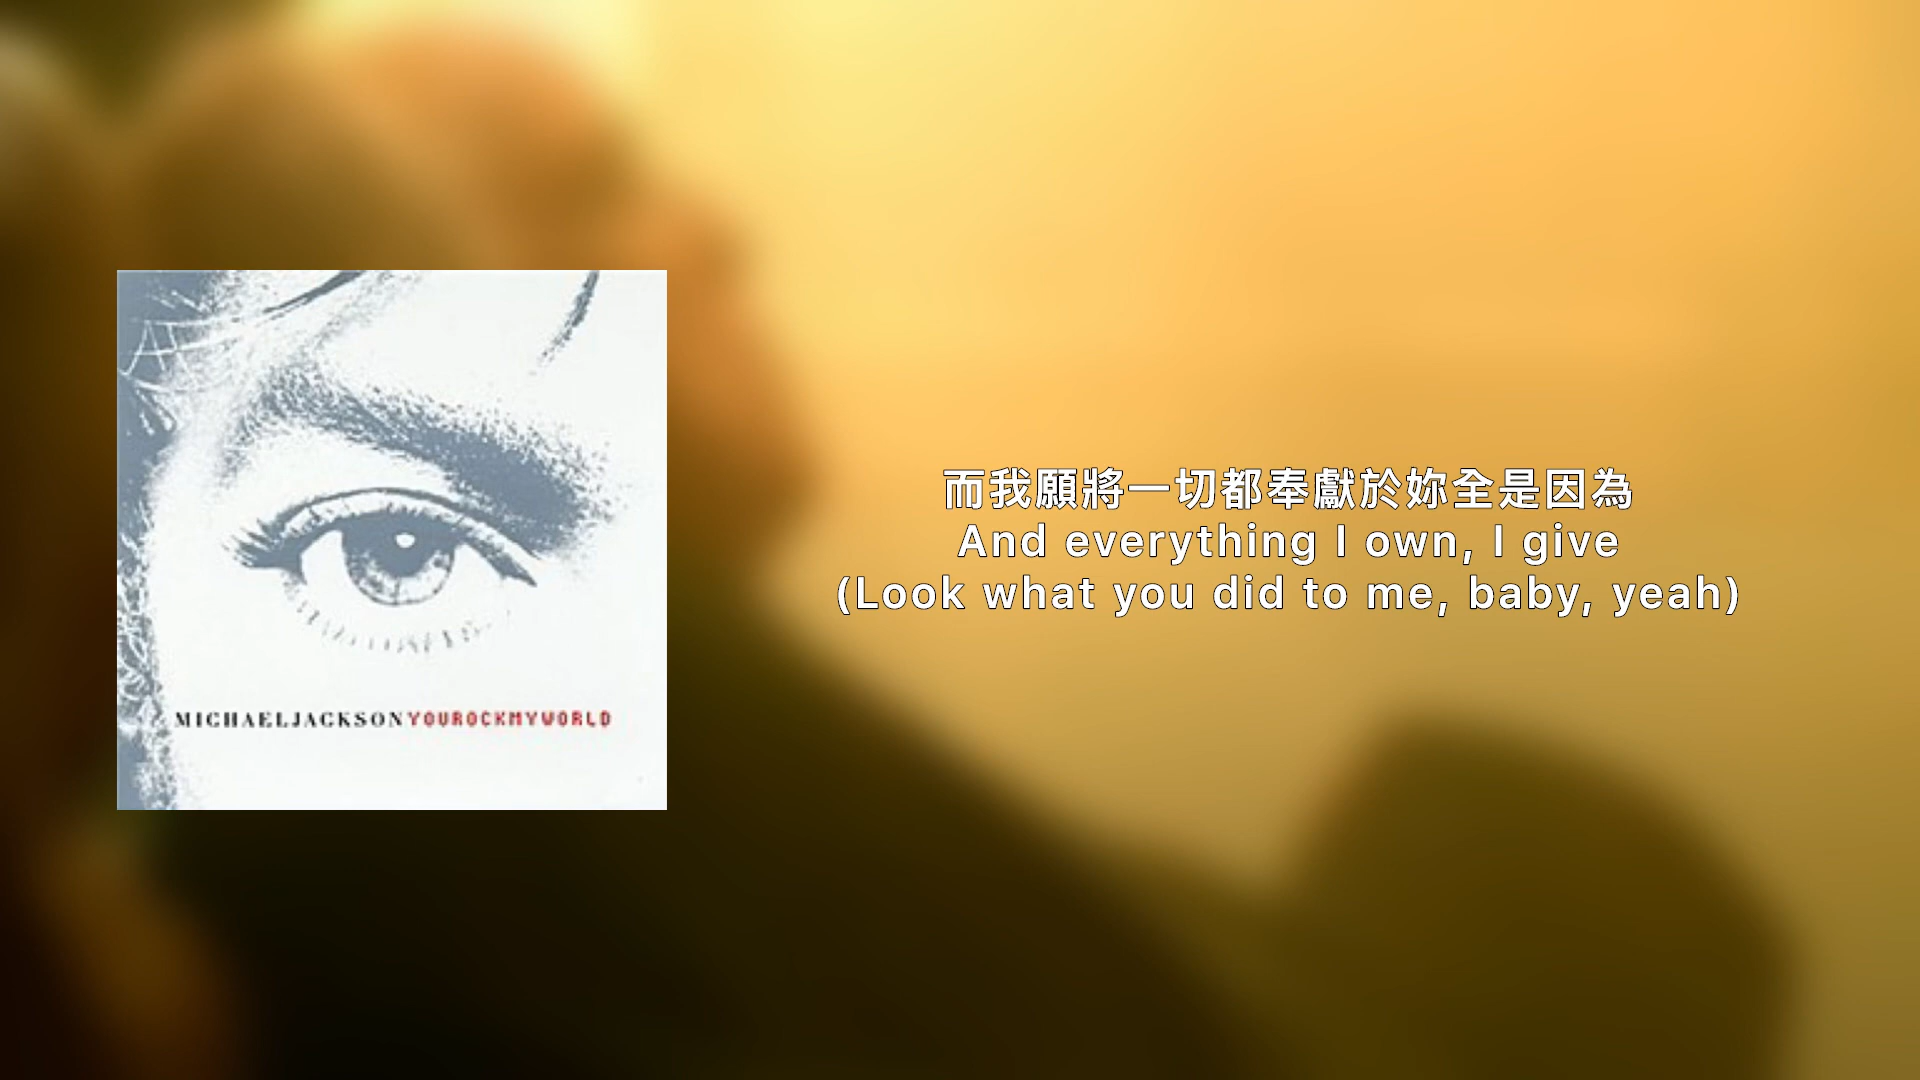 MICHAELJACKSONYOUROCKMYWORLD
而我願將一切都奉獻於妳全是因為
And everything I own, I give
(Look what you did to me, baby, yeah)